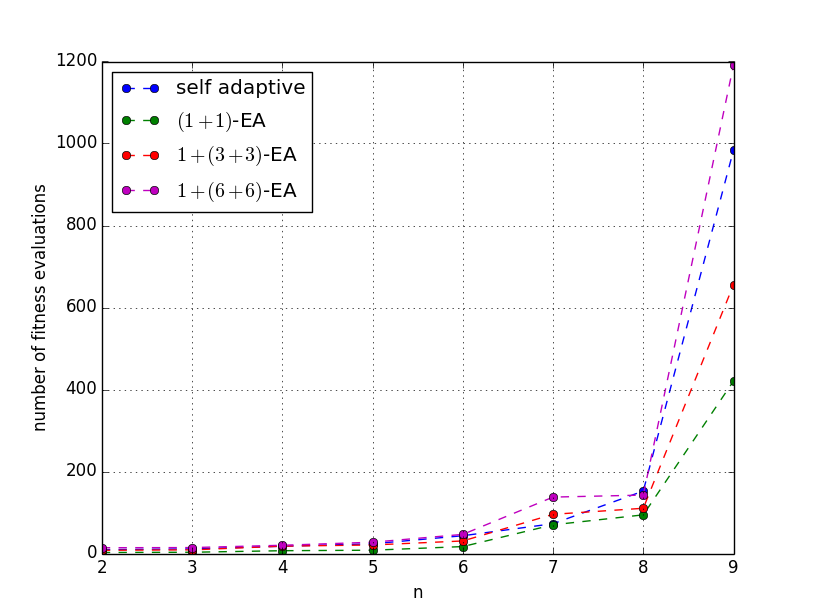 1200
1000
800
600
400
200
0
number of fitness evaluations
self adaptive
(1+1)-EA
1+(3+3)-EA
1+(6+6)-EA
2 3 4 5 6 7 8 9
n